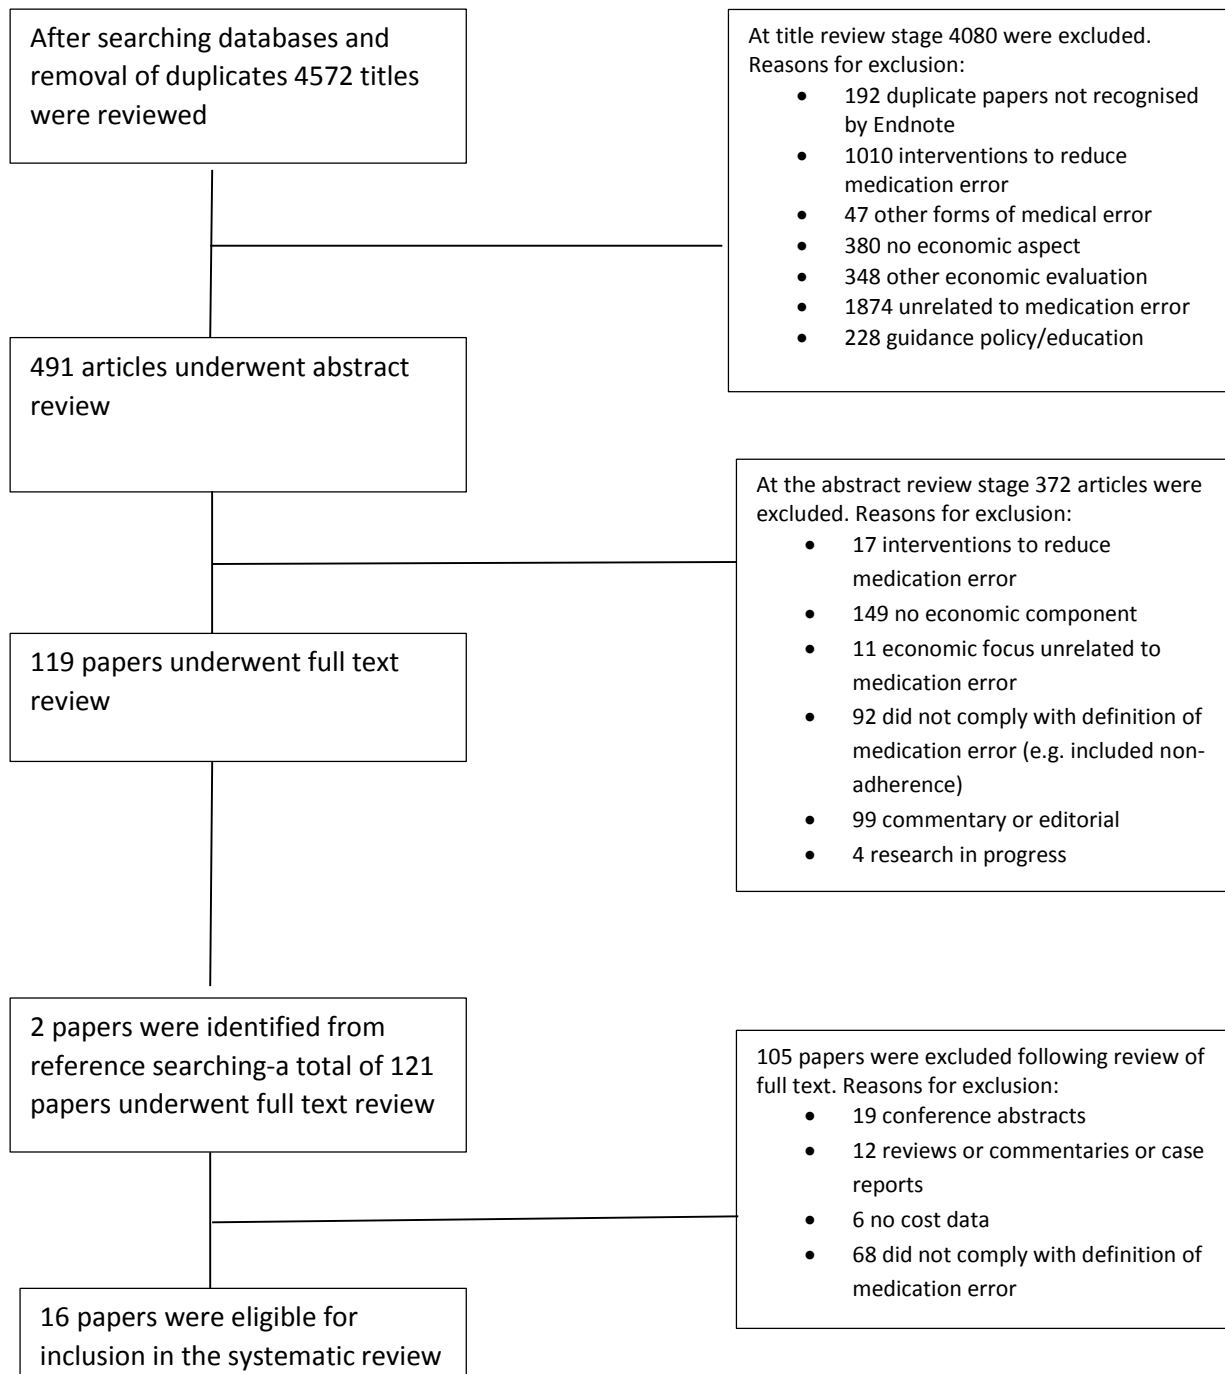 After searching databases and
removal of duplicates 4572 titles
were reviewed
At title review stage 4080 were excluded.
Reasons for exclusion:
• 192 duplicate papers not recognised
by Endnote
• 1010 interventions to reduce
medication error
• 47 other forms of medical error
• 380 no economic aspect
• 348 other economic evaluation
• 1874 unrelated to medication error
• 228 guidance policy/education
491 articles underwent abstract
review
At the abstract review stage 372 articles were
excluded. Reasons for exclusion:
• 17 interventions to reduce
medication error
• 149 no economic component
• 11 economic focus unrelated to
medication error
• 92 did not comply with definition of
medication error (e.g. included non-
adherence)
• 99 commentary or editorial
• 4 research in progress
119 papers underwent full text
review
2 papers were identified from
reference searching-a total of 121
papers underwent full text review
105 papers were excluded following review of
full text. Reasons for exclusion:
• 19 conference abstracts
• 12 reviews or commentaries or case
reports
• 6 no cost data
• 68 did not comply with definition of
medication error
16 papers were eligible for
inclusion in the systematic review